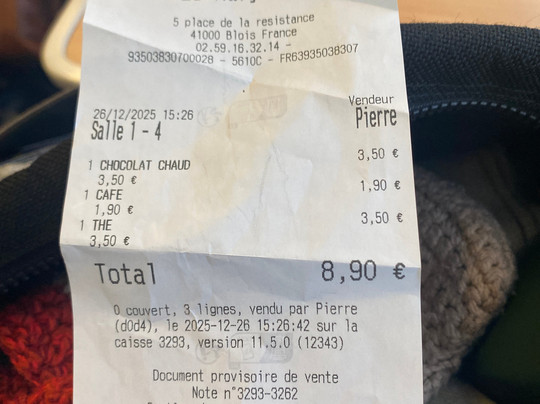 5 place de la resistance
41000 Blois France
02.59.16.32.14 -
93503830700028 - 5610C - FR63935038307
Vendeur
26/12/2025 15:26
Pierre
Salle 1 - 4
1 CHOCOLAT CHAUD 3,50 €
3,50 €
1 CAFE 1,90 €
1,90 €
1 THE 3,50 €
3,50 €
Total 8,90 €
0 couvert, 3 lignes, vendu par Pierre
(d0d4), le 2025-12-26 15:26:42 sur la
caisse 3293, version 11.5.0 (12343)
Document provisoire de vente
Note n°3293-3262